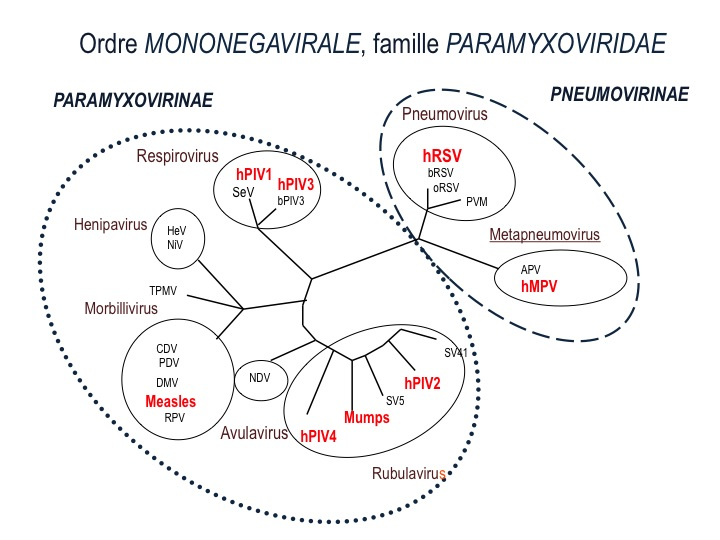 Ordre MONONEGAVIRALE, famille PARAMYXOVIRIDAE
PARAMYXOVIRINAE
PNEUMOVIRINAE
Pneumovirus
hRSV
bRSV
oRSV
PVM
Respirovirus
hPIV1
hPIV3
SeV
bPIV3
Henipavirus
HeV
NiV
Metapneumovirus
APV
hMPV
TPMV
Morbillivirus
CDV
PDV
DMV
Measles
RPV
NDV
Avulavirus
SV41
hPIV2
SV5
Mumps
hPIV4
Rubulavirus